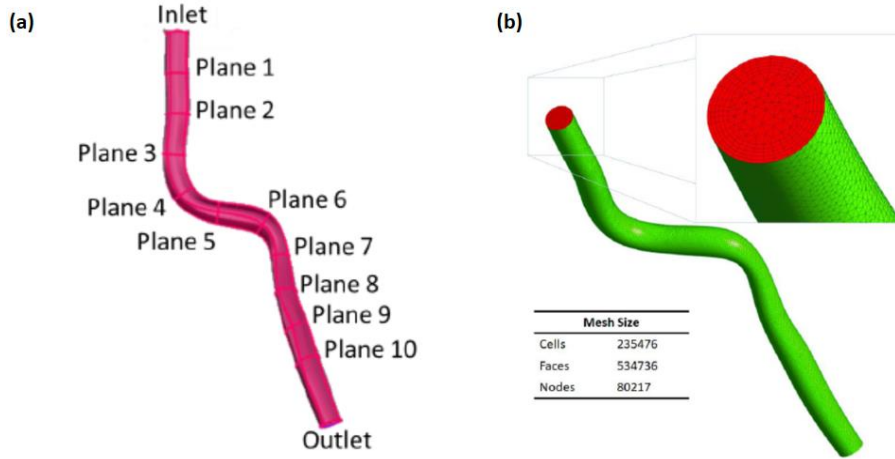 (a)
Inlet
Plane 1
Plane 2
Plane 3
Plane 4
Plane 5
Plane 6
Plane 7
Plane 8
Plane 9
Plane 10
Outlet
(b)
Mesh Size
Cells 235476
Faces 534736
Nodes 80217